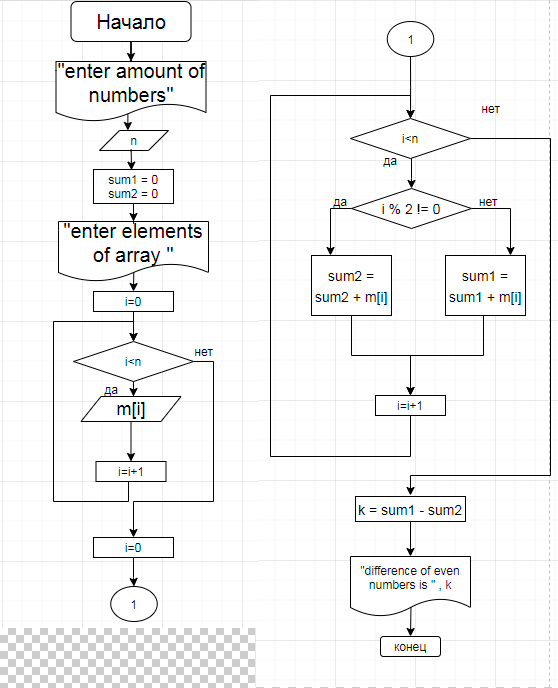 Начало
"enter amount of
numbers"
n
sum1 = 0
sum2 = 0
"enter elements
of array "
i=0
i<n
нет
да
m[i]
i=i+1
i=0
1
1
нет
i<n
да
да
i % 2 != 0
нет
sum2 =
sum2 + m[i]
sum1 =
sum1 + m[i]
i=i+1
k = sum1 - sum2
"difference of even
numbers is " , k
конец